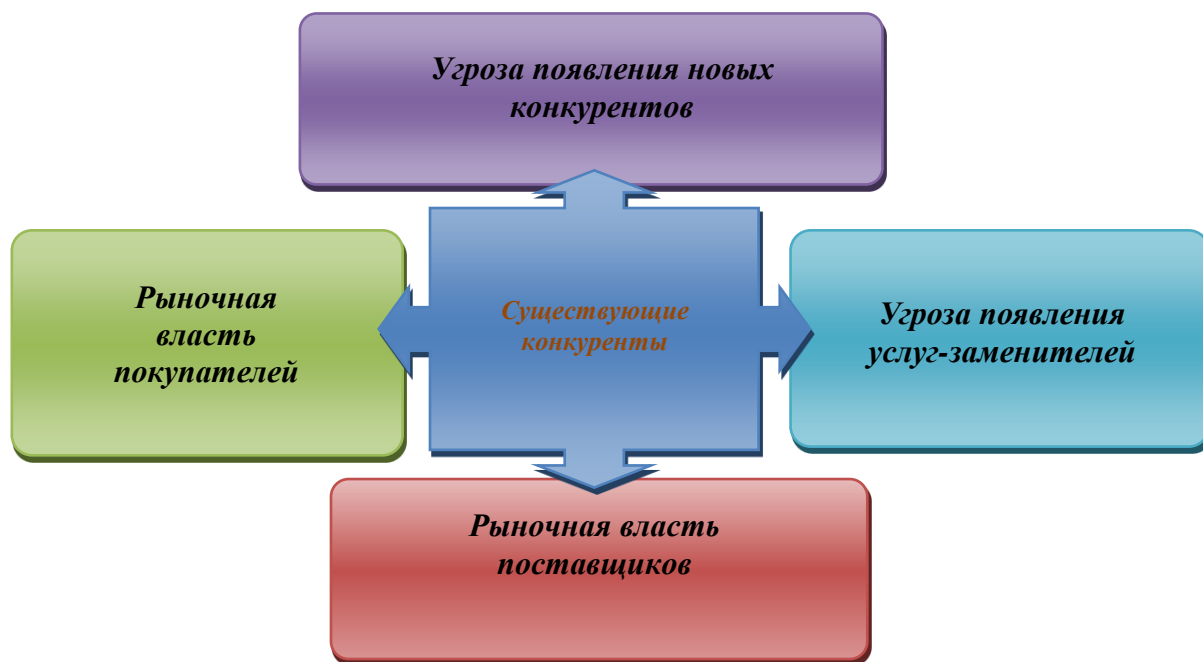 Угроза появления новых
конкурентов
Рыночная
власть
покупателей
Существующие
конкуренты
Угроза появления
услуг-заменителей
Рыночная власть
поставщиков